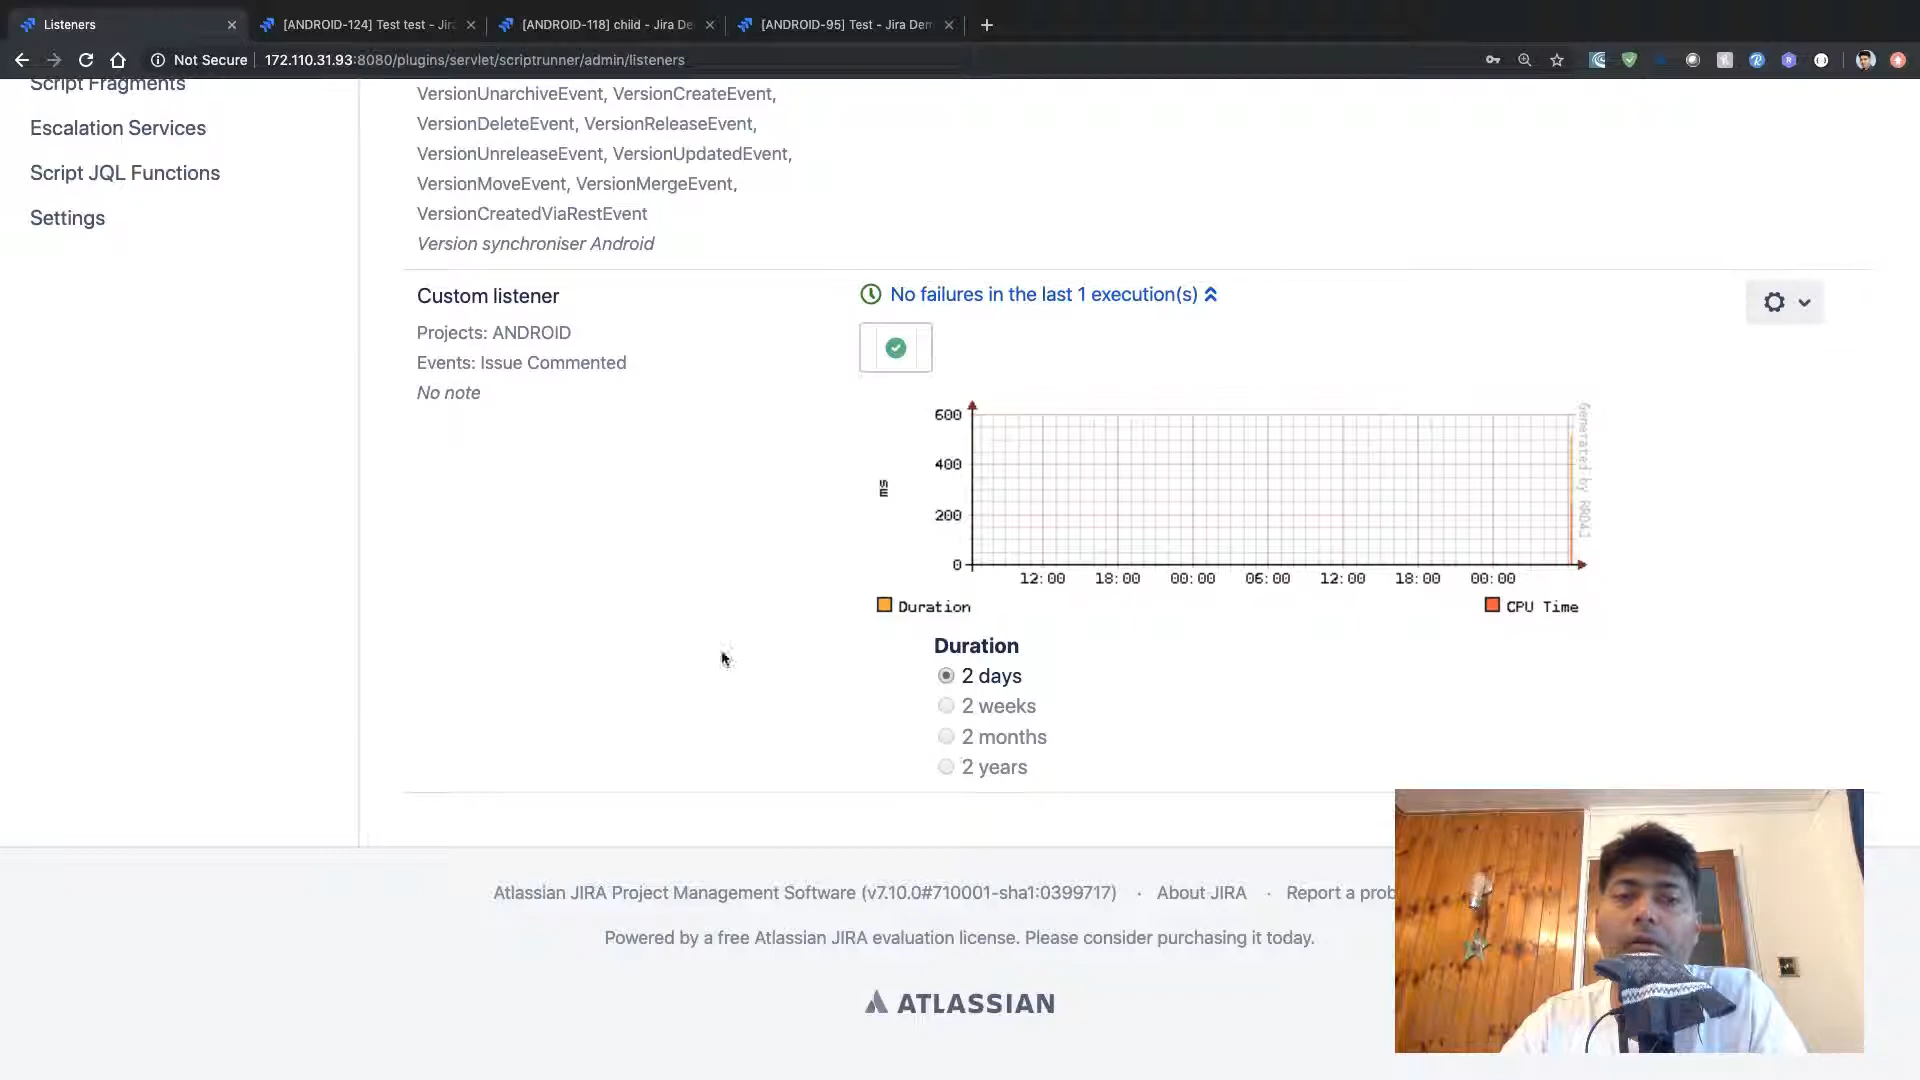 Listeners
[ANDROID-124] Test test - Jir
[ANDROID-118] child - Jira De
[ANDROID-95] Test - Jira Dem
Not Secure
172.110.31.93:8080/plugins/servlet/scriptrunner/admin/listeners
Script Fragments
Escalation Services
Script JQL Functions
Settings
VersionUnarchiveEvent, VersionCreateEvent,
VersionDeleteEvent, VersionReleaseEvent,
VersionUnreleaseEvent, VersionUpdatedEvent,
VersionMoveEvent, VersionMergeEvent,
VersionCreatedViaRestEvent
Version synchroniser Android
Custom listener
Projects: ANDROID
Events: Issue Commented
No note
No failures in the last 1 execution(s)
600
400
200
0
ms
12:00 18:00 00:00 06:00 12:00 18:00 00:00
Generated by RRD4J
Duration
CPU Time
Duration
2 days
2 weeks
2 months
2 years
Atlassian JIRA Project Management Software (v7.10.0#710001-sha1:0399717) · About JIRA · Report a prob
Powered by a free Atlassian JIRA evaluation license. Please consider purchasing it today.
ATLASSIAN